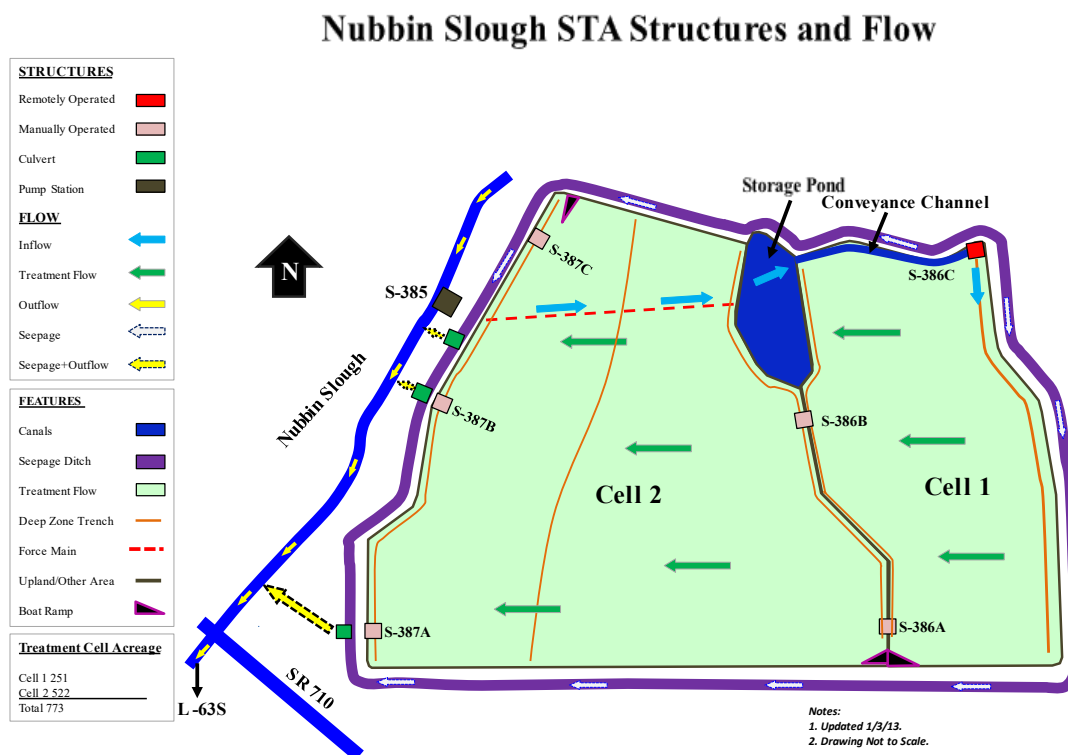 Nubbin Slough STA Structures and Flow
STRUCTURES
Remotely Operated
Manually Operated
Culvert
Pump Station
FLOW
Inflow
Treatment Flow
Outflow
Seepage
Seepage+Outflow
FEATURES
Canals
Seepage Ditch
Treatment Flow
Deep Zone Trench
Force Main
Upland/Other Area
Boat Ramp
Treatment Cell Acreage
Cell 1 251
Cell 2 522
Total 773
N
Storage Pond
Conveyance Channel
S-387C
S-386C
S-385
Nubbin Slough
S-387B
S-386B
Cell 2
Cell 1
S-387A
S-386A
SR 710
L -63S
Notes:
1. Updated 1/3/13.
2. Drawing Not to Scale.